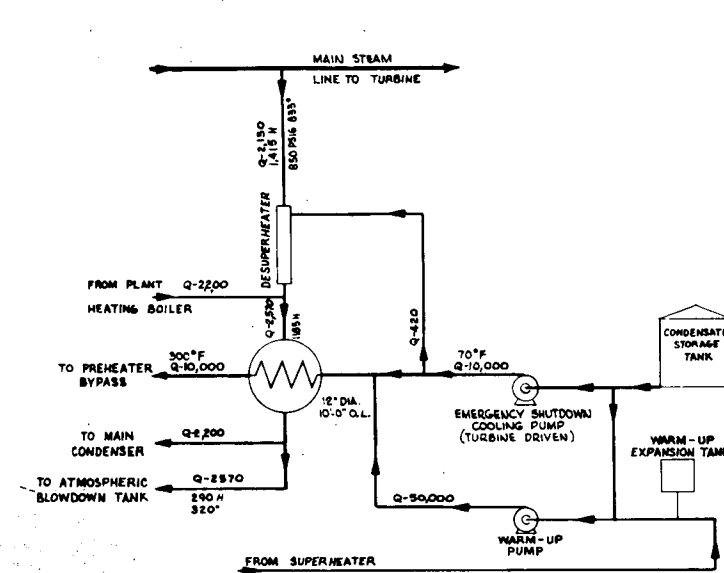 MAIN STEAM
LINE TO TURBINE
Q-2,150
1,415 H
850 PSIG 835°
DESUPERHEATER
FROM PLANT
HEATING BOILER
Q-2,200
Q-2,570
1185 H
Q-420
300°F
Q-10,000
TO PREHEATER
BYPASS
70°F
Q-10,000
CONDENSATE
STORAGE
TANK
12" DIA.
10'-0" O.L.
EMERGENCY SHUTDOWN
COOLING PUMP
(TURBINE DRIVEN)
TO MAIN
CONDENSER
Q-2,200
WARM-UP
EXPANSION TANK
TO ATMOSPHERIC
BLOWDOWN TANK
Q-2570
290 H
320°
Q-50,000
WARM-UP
PUMP
FROM SUPERHEATER